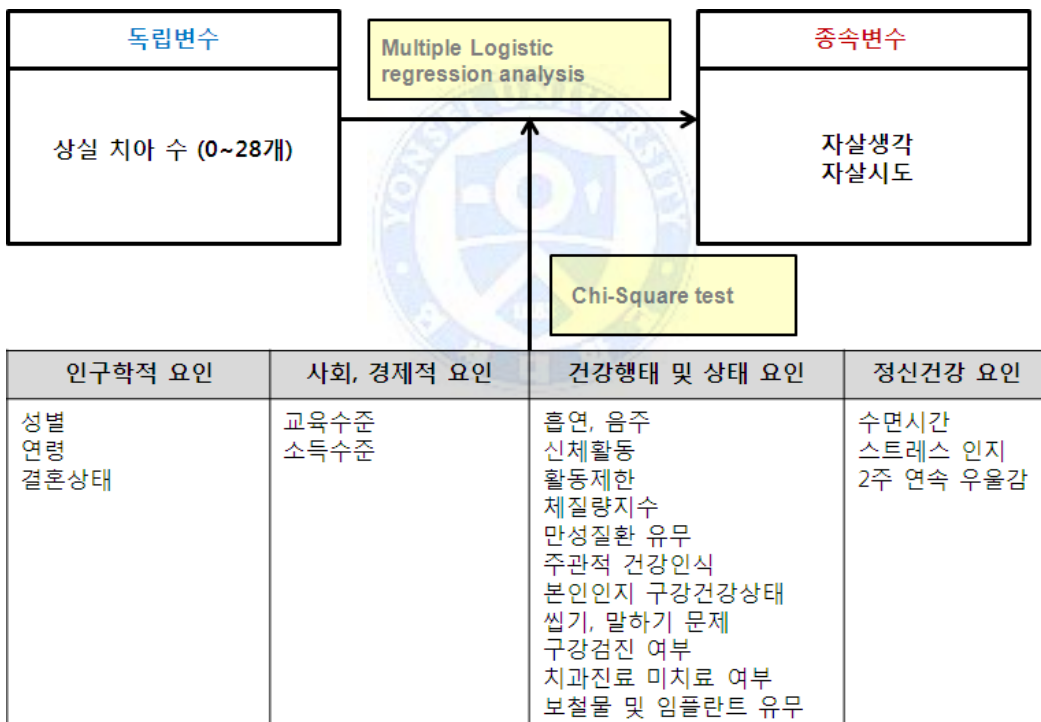 독립변수
Multiple Logistic
regression analysis
종속변수
상실 치아 수 (0~28개)
자살생각
자살시도
YONSEI UNIVERSITY
Chi-Square test
인구학적 요인
사회, 경제적 요인
건강행태 및 상태 요인
정신건강 요인
성별
연령
결혼상태
교육수준
소득수준
흡연, 음주
신체활동
활동제한
체질량지수
만성질환 유무
주관적 건강인식
본인인지 구강건강상태
씹기, 말하기 문제
구강검진 여부
치과진료 미치료 여부
보철물 및 임플란트 유무
수면시간
스트레스 인지
2주 연속 우울감